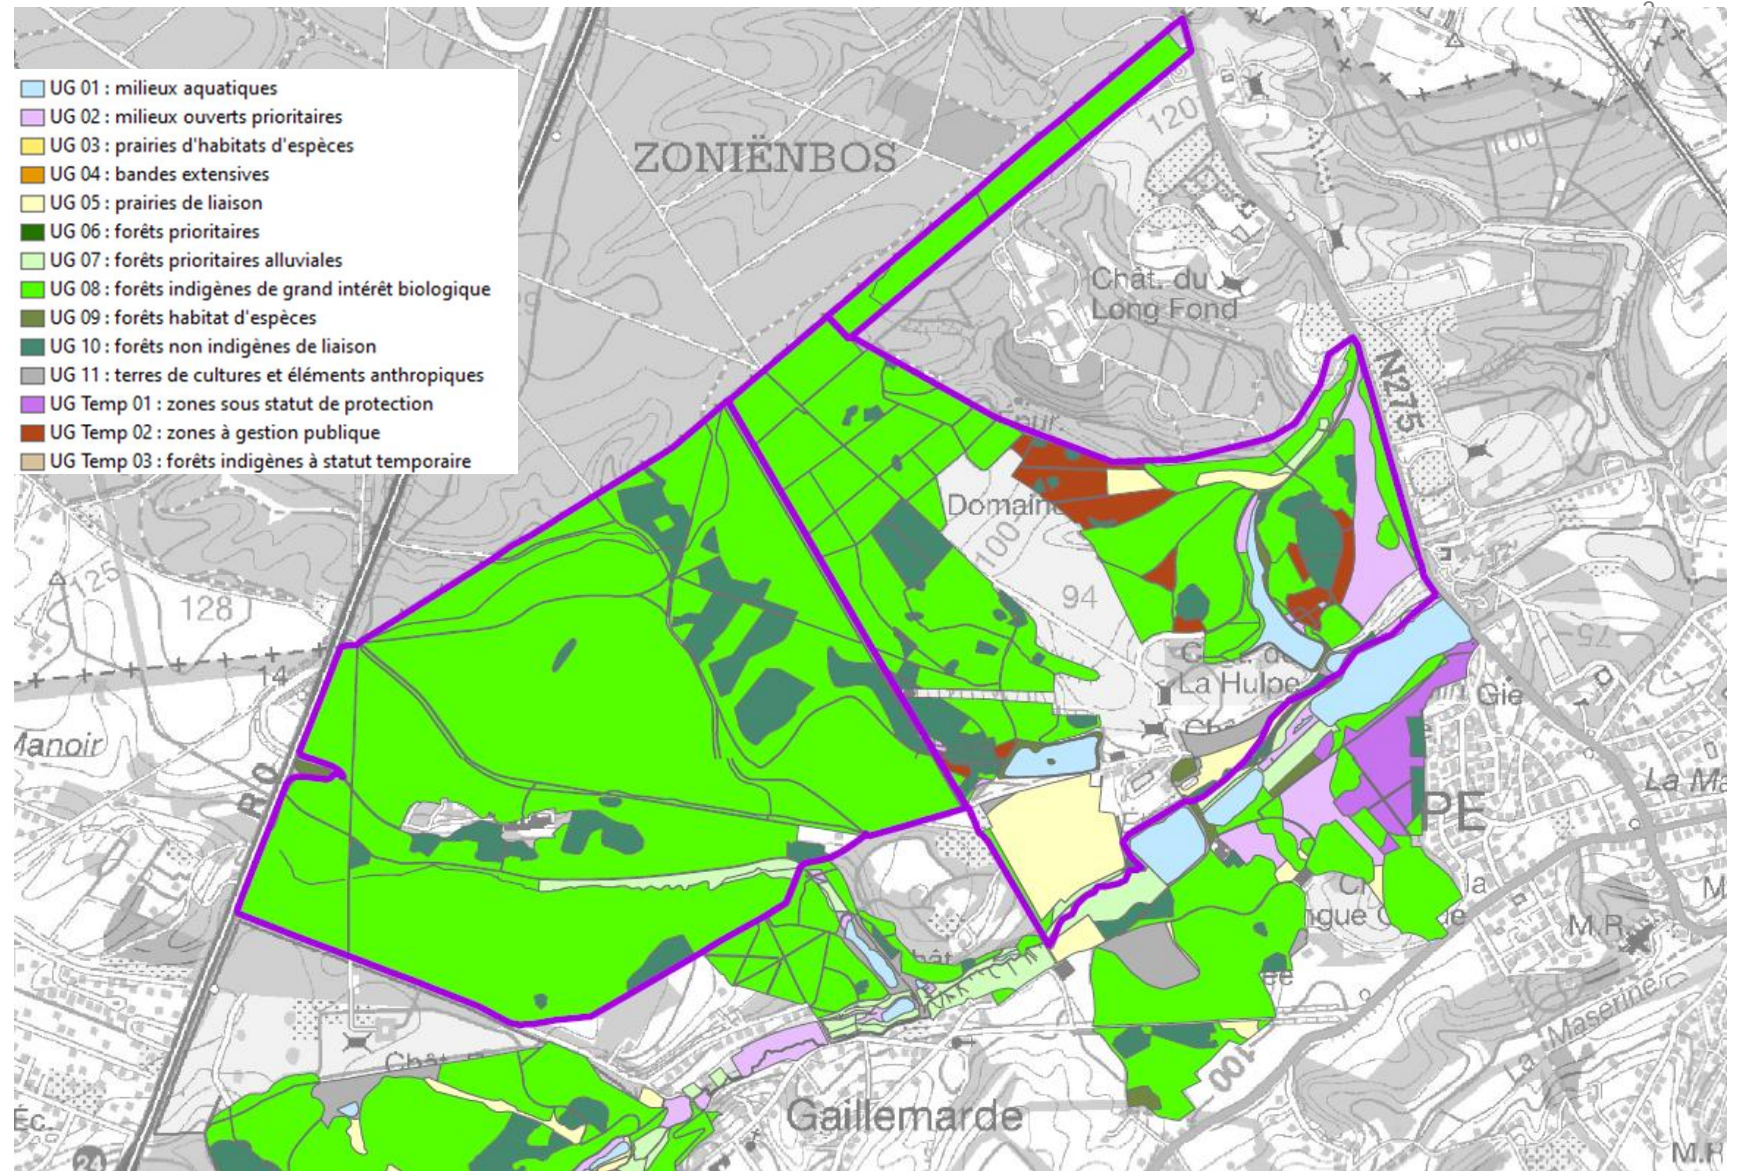 UG 01 : milieux aquatiques
UG 02 : milieux ouverts prioritaires
UG 03 : prairies d'habitats d'espèces
UG 04 : bandes extensives
UG 05 : prairies de liaison
UG 06 : forêts prioritaires
UG 07 : forêts prioritaires alluviales
UG 08 : forêts indigènes de grand intérêt biologique
UG 09 : forêts habitat d'espèces
UG 10 : forêts non indigènes de liaison
UG 11 : terres de cultures et éléments anthropiques
UG Temp 01 : zones sous statut de protection
UG Temp 02 : zones à gestion publique
UG Temp 03 : forêts indigènes à statut temporaire
ZONIËNBOS
120
100
Chât. du
Long Fond
N275
Domaine
100
94
125
128
14
La Hulpe
Gie
Manoir
R0
PE
La Ma
M.R.
La Maserine
100
Gaillemarde
Éc.
24
M.R